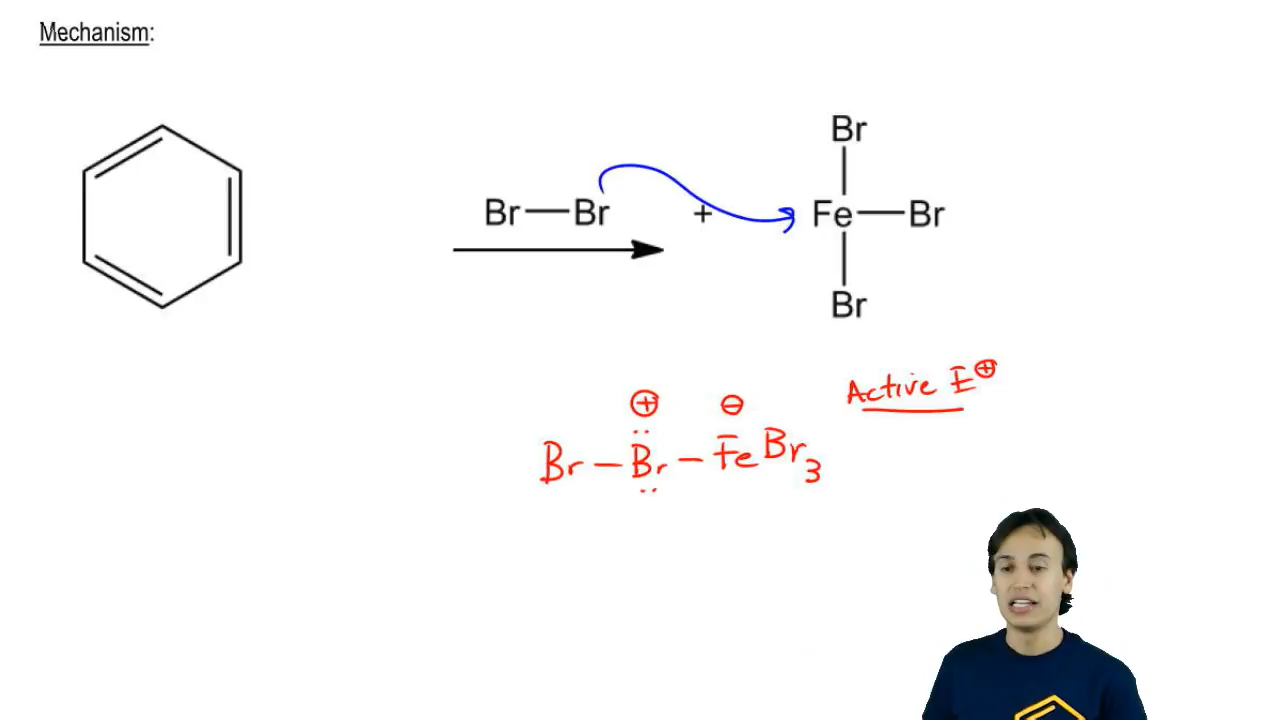 Mechanism:
Br
Br—Br + Fe—Br
Br
Active E⊕
⊕ ⊖
Br – Br – FeBr3